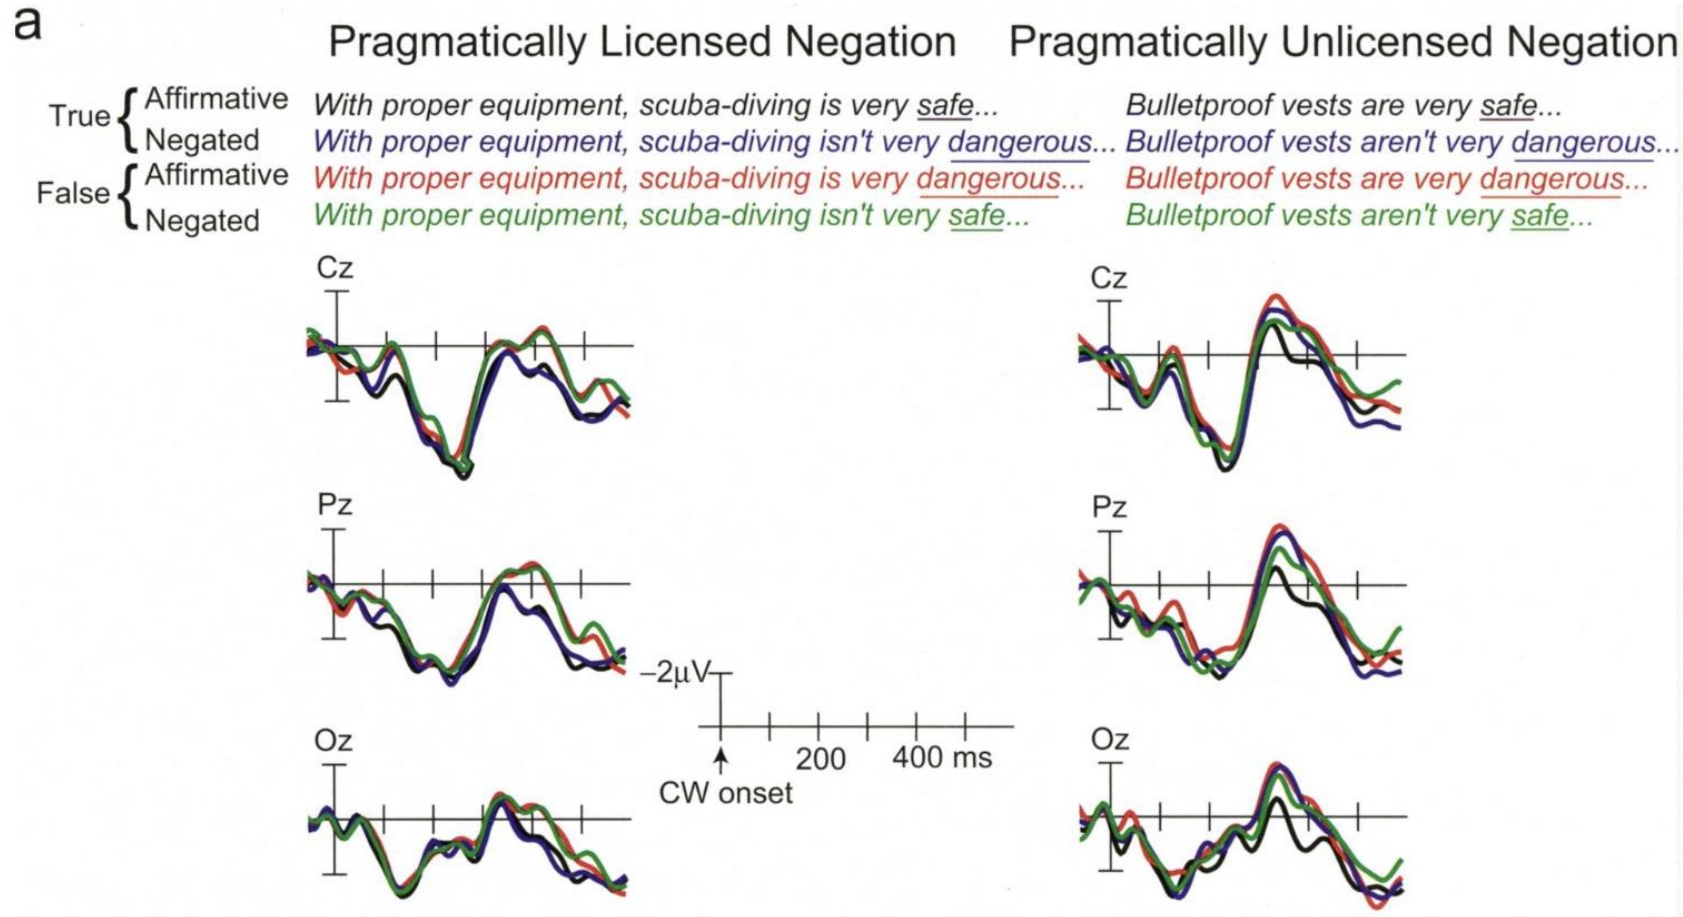 a
Pragmatically Licensed Negation
Pragmatically Unlicensed Negation
True { Affirmative With proper equipment, scuba-diving is very safe... Bulletproof vests are very safe...
Negated With proper equipment, scuba-diving isn't very dangerous... Bulletproof vests aren't very dangerous...
False { Affirmative With proper equipment, scuba-diving is very dangerous... Bulletproof vests are very dangerous...
Negated With proper equipment, scuba-diving isn't very safe... Bulletproof vests aren't very safe...
Cz
Cz
Pz
Pz
−2μV
Oz
Oz
200 400 ms
CW onset